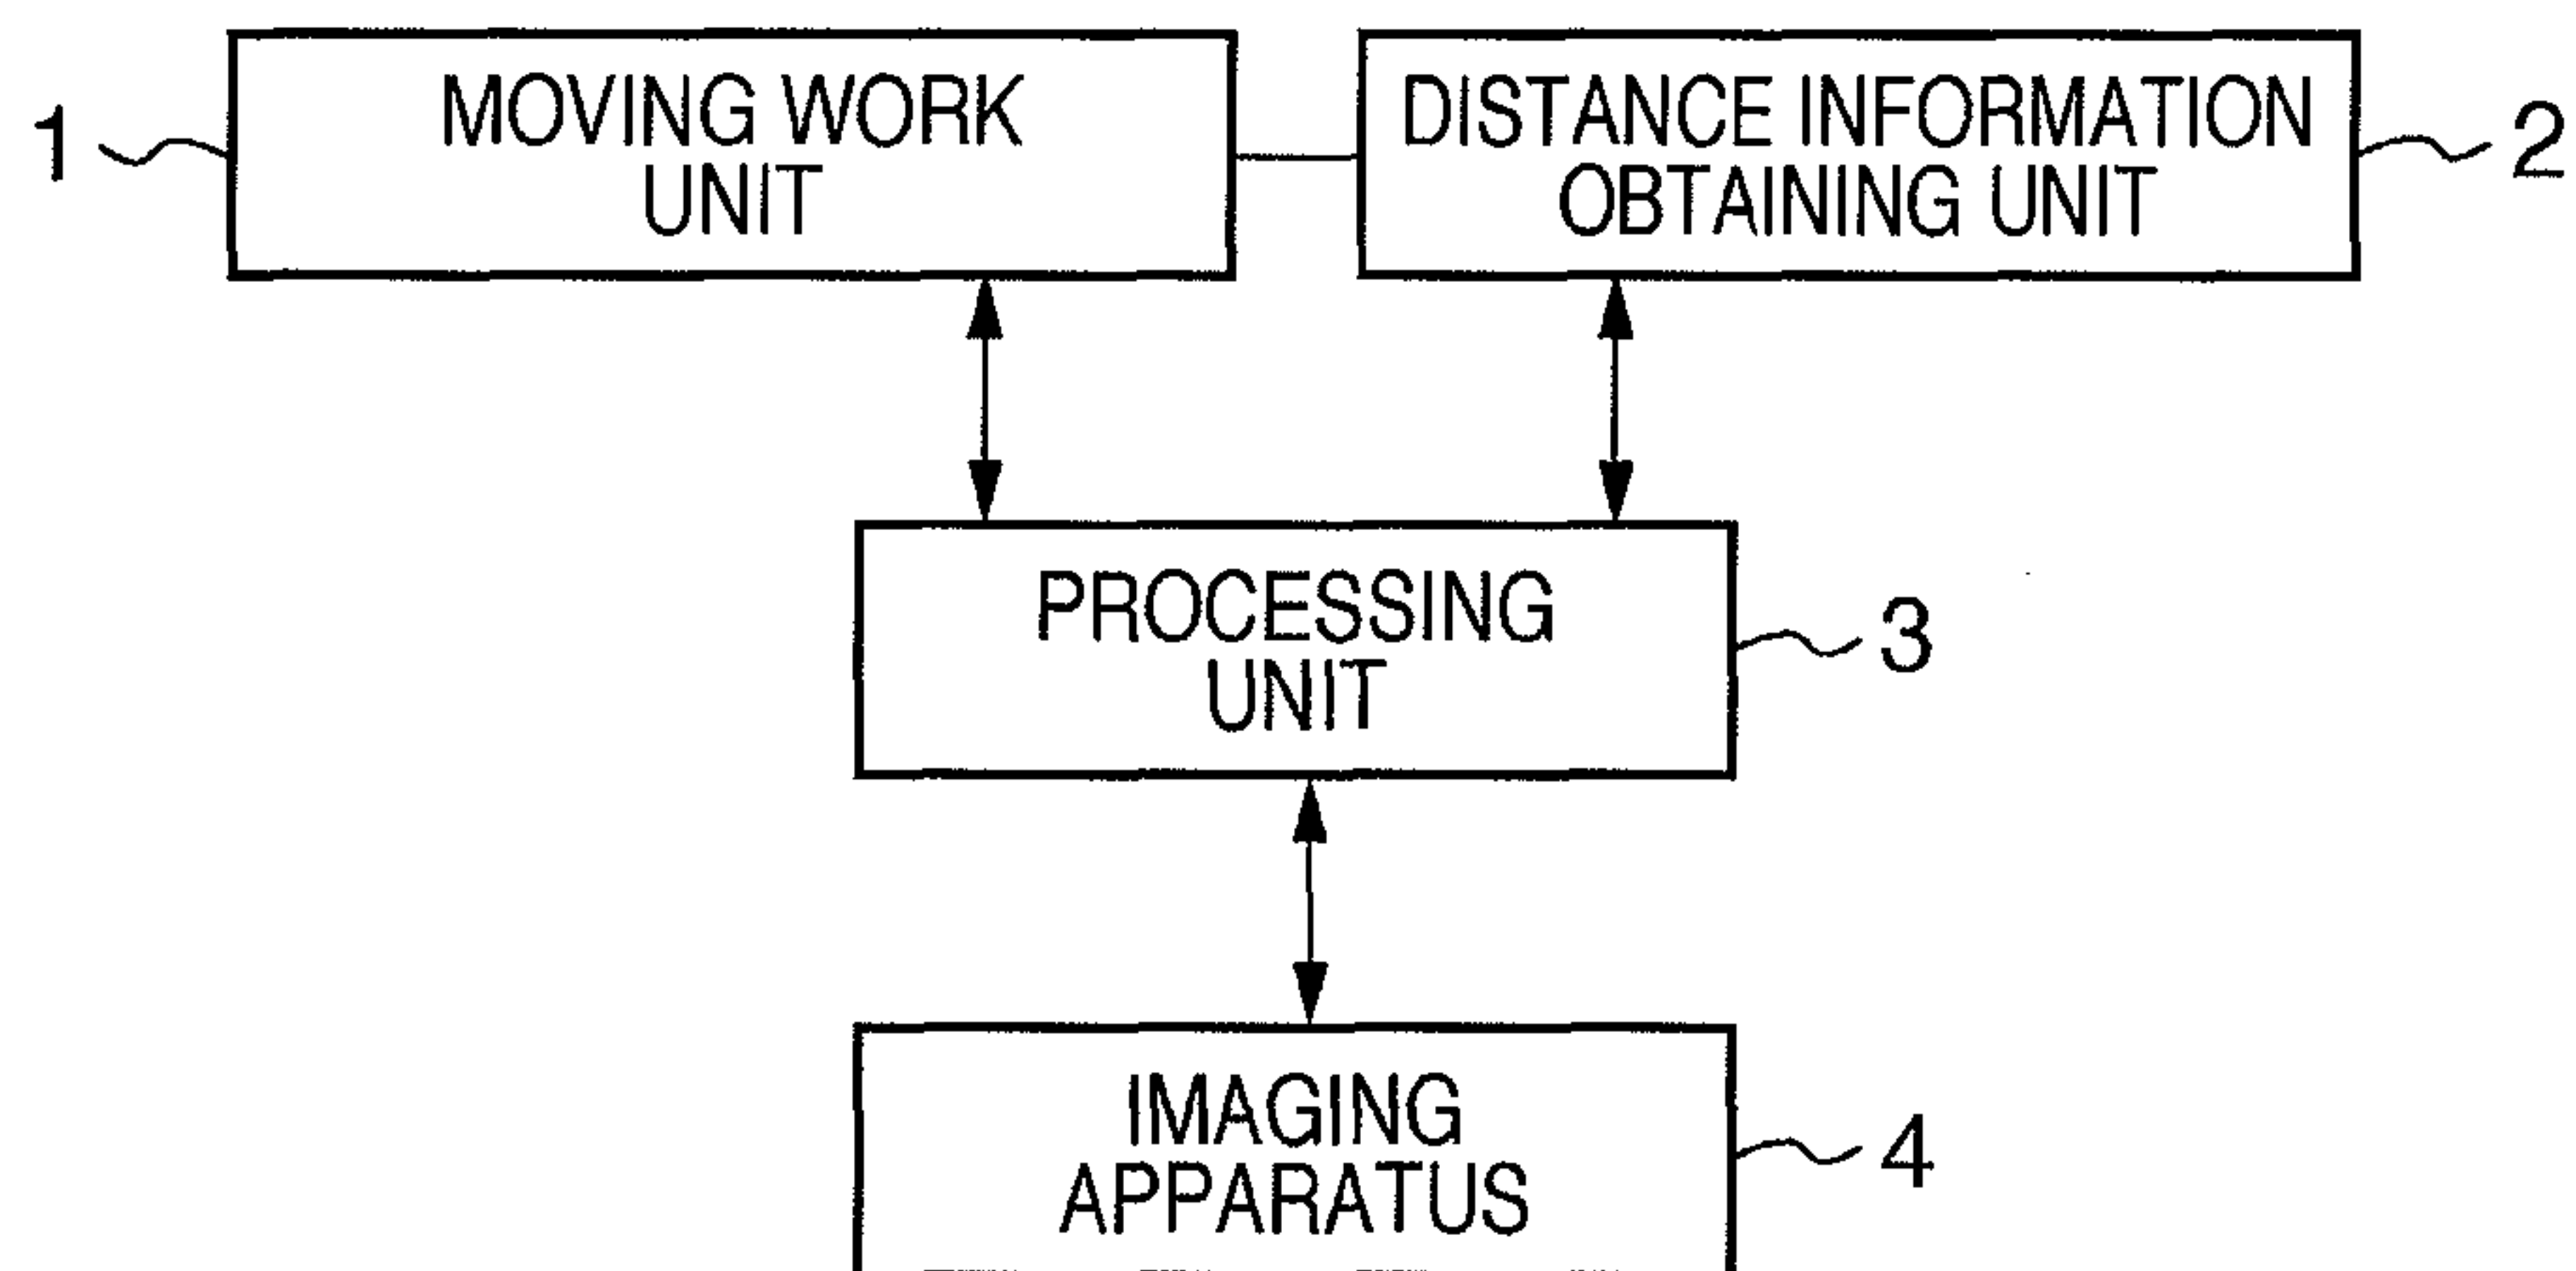 1
MOVING WORK
UNIT
DISTANCE INFORMATION
OBTAINING UNIT
2
PROCESSING
UNIT
3
IMAGING
APPARATUS
4